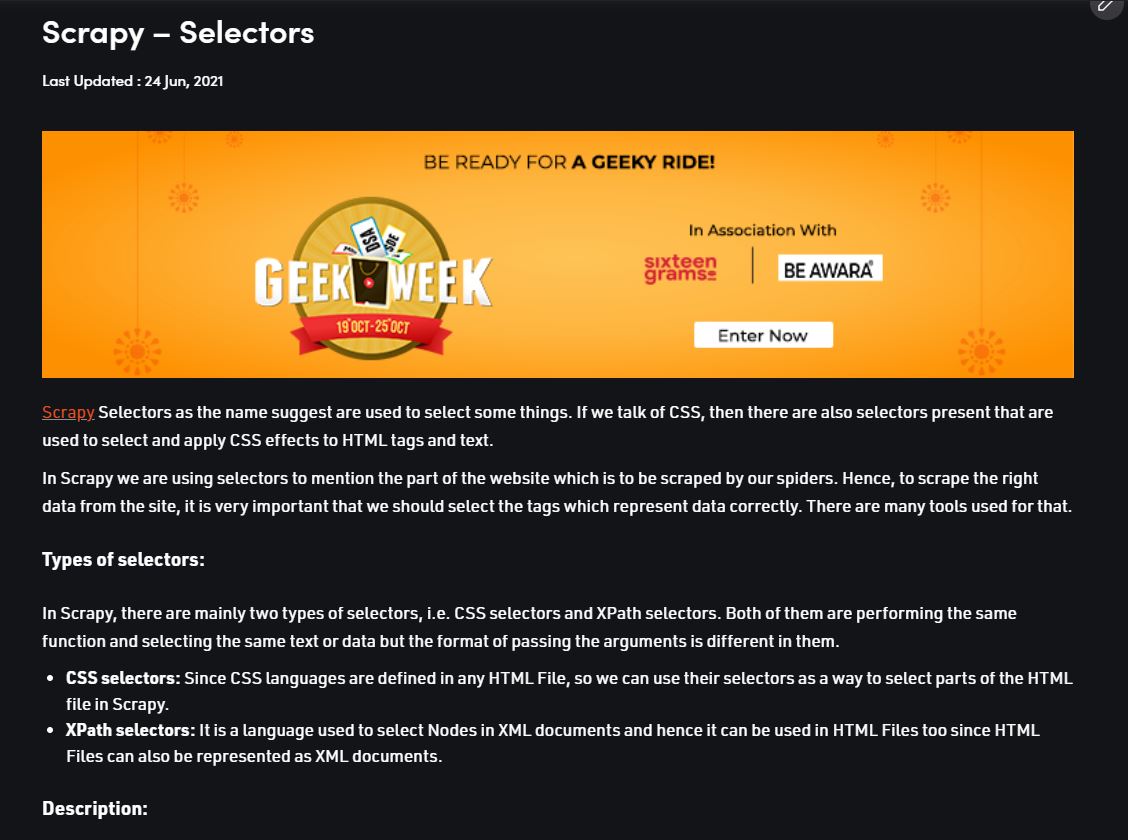 Scrapy – Selectors
Last Updated : 24 Jun, 2021
BE READY FOR A GEEKY RIDE!
DSA
SDE
GEEK WEEK
19 OCT-25 OCT
In Association With
sixteen
grams
BE AWARA
Enter Now
Scrapy Selectors as the name suggest are used to select some things. If we talk of CSS, then there are also selectors present that are
used to select and apply CSS effects to HTML tags and text.
In Scrapy we are using selectors to mention the part of the website which is to be scraped by our spiders. Hence, to scrape the right
data from the site, it is very important that we should select the tags which represent data correctly. There are many tools used for that.
Types of selectors:
In Scrapy, there are mainly two types of selectors, i.e. CSS selectors and XPath selectors. Both of them are performing the same
function and selecting the same text or data but the format of passing the arguments is different in them.
• CSS selectors: Since CSS languages are defined in any HTML File, so we can use their selectors as a way to select parts of the HTML
file in Scrapy.
• XPath selectors: It is a language used to select Nodes in XML documents and hence it can be used in HTML Files too since HTML
Files can also be represented as XML documents.
Description: